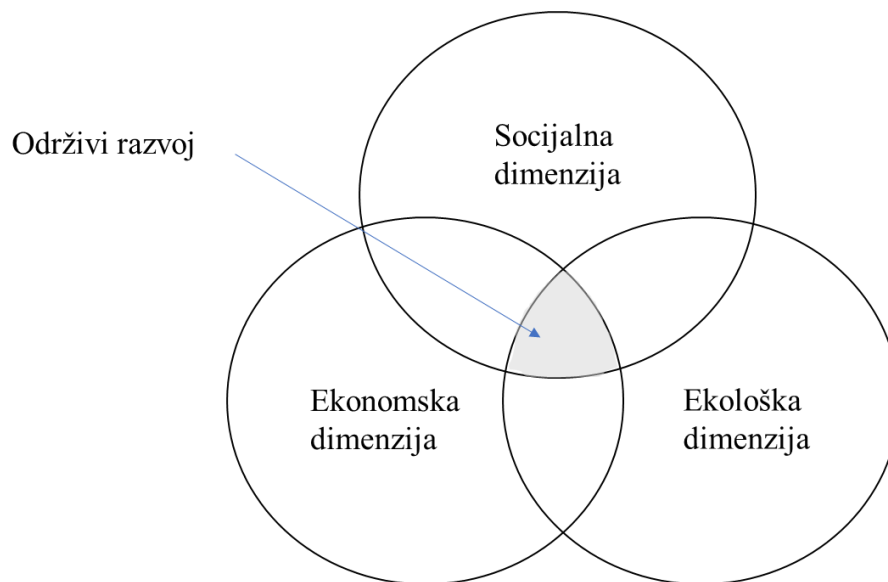 Održivi razvoj
Socijalna
dimenzija
Ekonomska
dimenzija
Ekološka
dimenzija